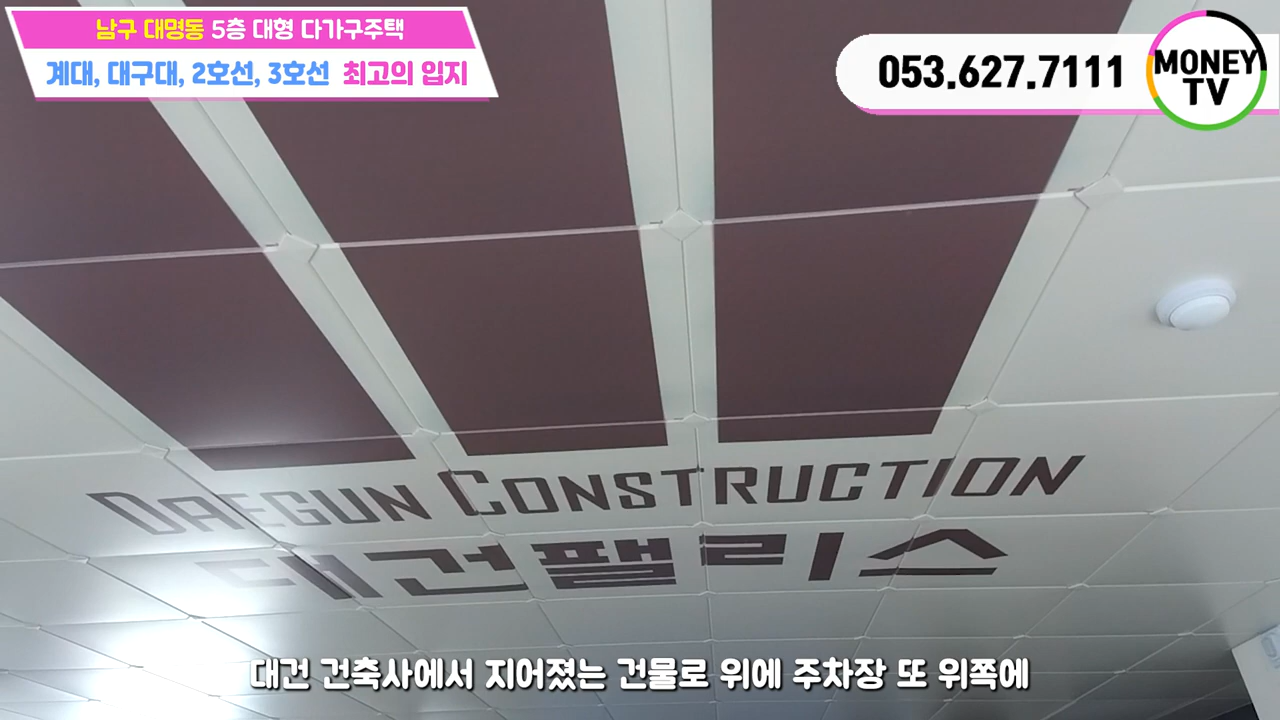 남구 대명동 5층 대형 다가구주택
계대, 대구대, 2호선, 3호선 최고의 입지
053.627.7111
MONEY
TV
DAEGUN CONSTRUCTION
대건팰리스
대건 건축사에서 지어졌는 건물로 위에 주차장 또 위쪽에